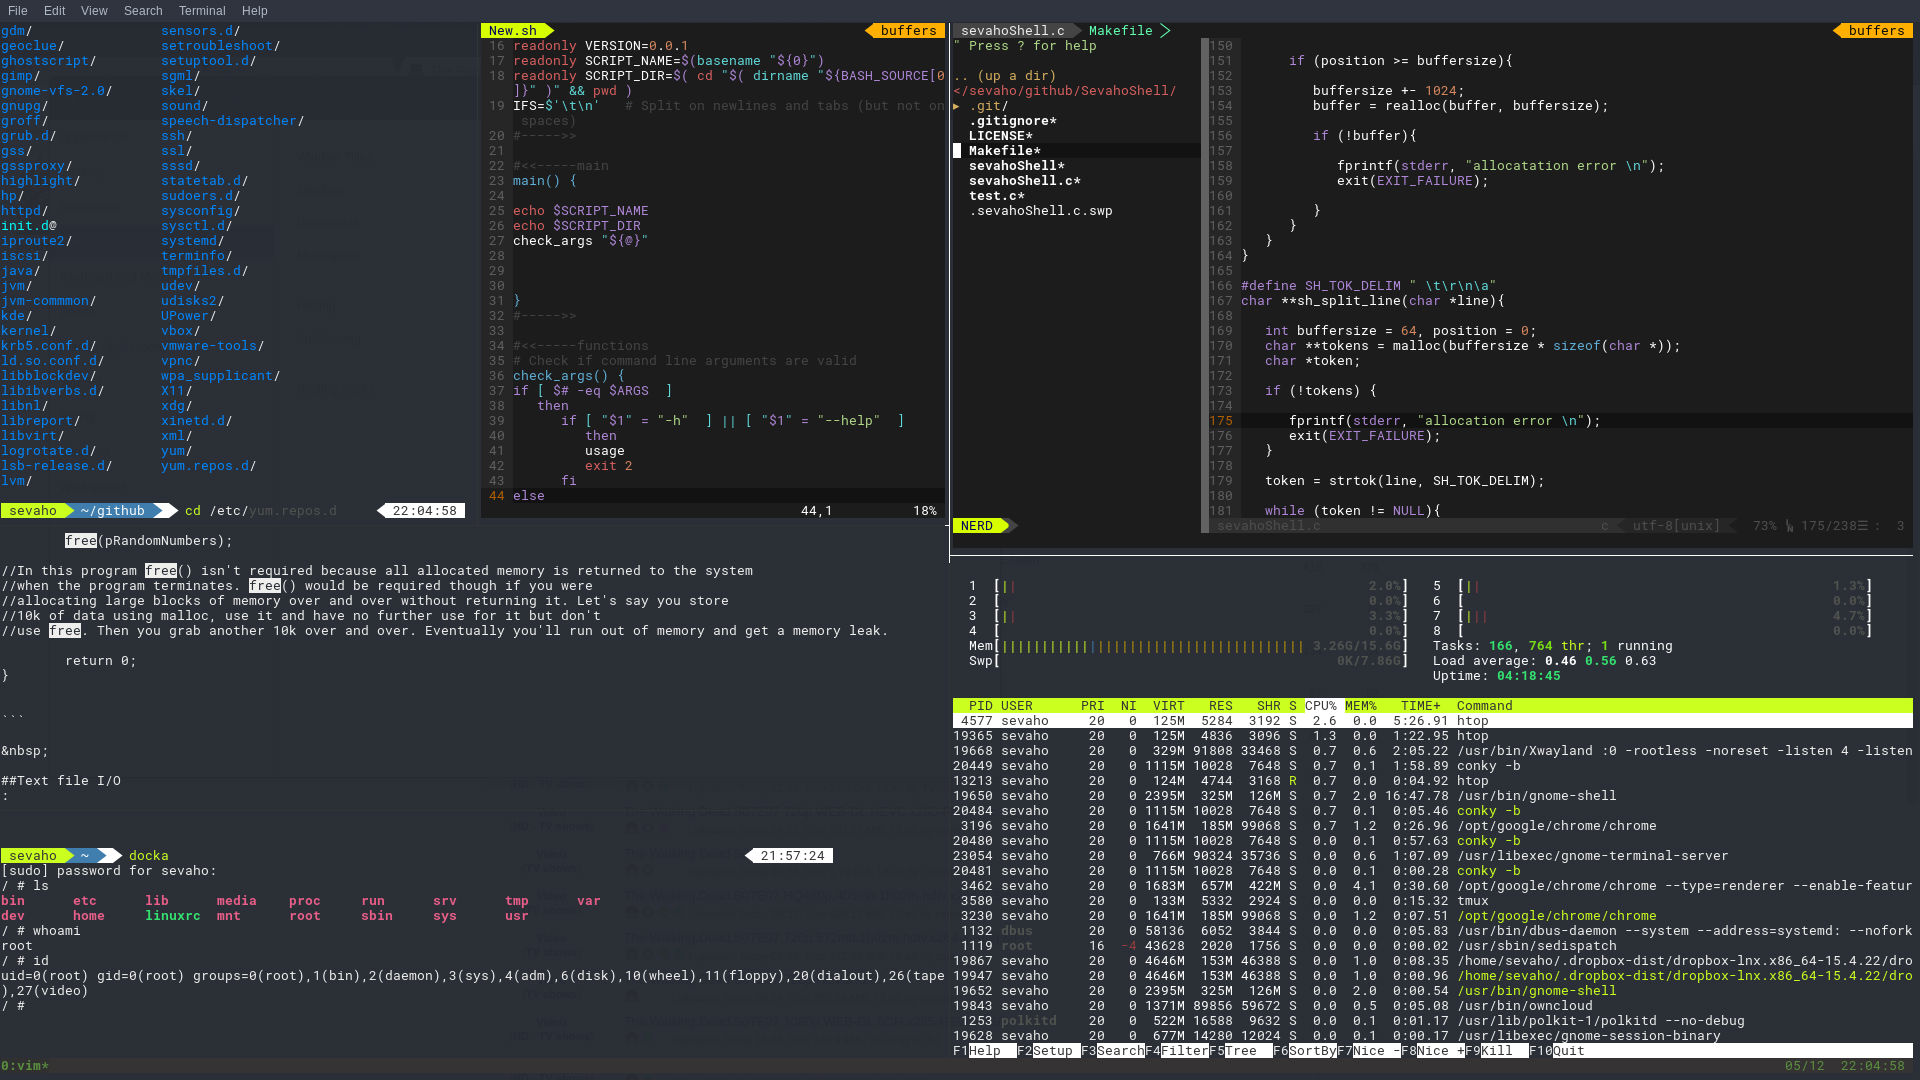 File Edit View Search Terminal Help
gdm/ sensors.d/
geoclue/ setroubleshoot/
ghostscript/ setuptool.d/
gimp/ sgml/
gnome-vfs-2.0/ skel/
gnupg/ sound/
groff/ speech-dispatcher/
grub.d/ ssh/
gss/ ssl/
gssproxy/ sssd/
highlight/ statetab.d/
hp/ sudoers.d/
httpd/ sysconfig/
init.d@ sysctl.d/
iproute2/ systemd/
iscsi/ terminfo/
java/ tmpfiles.d/
jvm/ udev/
jvm-commmon/ udisks2/
kde/ UPower/
kernel/ vbox/
krb5.conf.d/ vmware-tools/
ld.so.conf.d/ vpnc/
libblockdev/ wpa_supplicant/
libibverbs.d/ X11/
libnl/ xdg/
libreport/ xinetd.d/
libvirt/ xml/
logrotate.d/ yum/
lsb-release.d/ yum.repos.d/
lvm/
sevaho ~/github cd /etc/yum.repos.d 22:04:58
New.sh buffers
16 readonly VERSION=0.0.1
17 readonly SCRIPT_NAME=$(basename "${0}")
18 readonly SCRIPT_DIR=$( cd "$( dirname "${BASH_SOURCE[0
]}" )" && pwd )
19 IFS=$'\t\n' # Split on newlines and tabs (but not on
spaces)
20 #----->>
21
22 #<<-----main
23 main() {
24
25 echo $SCRIPT_NAME
26 echo $SCRIPT_DIR
27 check_args "${@}"
28
29
30
31 }
32 #----->>
33
34 #<<-----functions
35 # Check if command line arguments are valid
36 check_args() {
37 if [ $# -eq $ARGS ]
38 then
39 if [ "$1" = "-h" ] || [ "$1" = "--help" ]
40 then
41 usage
42 exit 2
43 fi
44 else
44,1 18%
sevahoShell.c Makefile buffers
" Press ? for help
.. (up a dir)
</sevaho/github/SevahoShell/
▸ .git/
.gitignore*
LICENSE*
Makefile*
sevahoShell*
sevahoShell.c*
test.c*
.sevahoShell.c.swp
NERD
150
151 if (position >= buffersize){
152
153 buffersize +- 1024;
154 buffer = realloc(buffer, buffersize);
155
156 if (!buffer){
157
158 fprintf(stderr, "allocatation error \n");
159 exit(EXIT_FAILURE);
160
161 }
162 }
163 }
164 }
165
166 #define SH_TOK_DELIM " \t\r\n\a"
167 char **sh_split_line(char *line){
168
169 int buffersize = 64, position = 0;
170 char **tokens = malloc(buffersize * sizeof(char *));
171 char *token;
172
173 if (!tokens) {
174
175 fprintf(stderr, "allocation error \n");
176 exit(EXIT_FAILURE);
177 }
178
179 token = strtok(line, SH_TOK_DELIM);
180
181 while (token != NULL){
sevahoShell.c c utf-8[unix] 73% 175/238☰ : 3
free(pRandomNumbers);
//In this program free() isn't required because all allocated memory is returned to the system
//when the program terminates. free() would be required though if you were
//allocating large blocks of memory over and over without returning it. Let's say you store
//10k of data using malloc, use it and have no further use for it but don't
//use free. Then you grab another 10k over and over. Eventually you'll run out of memory and get a memory leak.
return 0;
}
```
&nbsp;
##Text file I/O
:
sevaho ~ docka 21:57:24
[sudo] password for sevaho:
/ # ls
bin etc lib media proc run srv tmp var
dev home linuxrc mnt root sbin sys usr
/ # whoami
root
/ # id
uid=0(root) gid=0(root) groups=0(root),1(bin),2(daemon),3(sys),4(adm),6(disk),10(wheel),11(floppy),20(dialout),26(tape
),27(video)
/ #
1 [|| 2.0%] 5 [|| 1.3%]
2 [ 0.0%] 6 [ 0.0%]
3 [|| 3.3%] 7 [||| 4.7%]
4 [ 0.0%] 8 [ 0.0%]
Mem[||||||||||||||||||||||||||||||||||||||3.26G/15.6G] Tasks: 166, 764 thr; 1 running
Swp[ 0K/7.86G] Load average: 0.46 0.56 0.63
Uptime: 04:18:45
PID USER PRI NI VIRT RES SHR S CPU% MEM% TIME+ Command
4577 sevaho 20 0 125M 5284 3192 S 2.6 0.0 5:26.91 htop
19365 sevaho 20 0 125M 4836 3096 S 1.3 0.0 1:22.95 htop
19668 sevaho 20 0 329M 91808 33468 S 0.7 0.6 2:05.22 /usr/bin/Xwayland :0 -rootless -noreset -listen 4 -listen
20449 sevaho 20 0 1115M 10028 7648 S 0.7 0.1 1:58.89 conky -b
13213 sevaho 20 0 124M 4744 3168 R 0.7 0.0 0:04.92 htop
19650 sevaho 20 0 2395M 325M 126M S 0.7 2.0 16:47.78 /usr/bin/gnome-shell
20484 sevaho 20 0 1115M 10028 7648 S 0.7 0.1 0:05.46 conky -b
3196 sevaho 20 0 1641M 185M 99068 S 0.7 1.2 0:26.96 /opt/google/chrome/chrome
20480 sevaho 20 0 1115M 10028 7648 S 0.0 0.1 0:57.63 conky -b
23054 sevaho 20 0 766M 90324 35736 S 0.0 0.6 1:07.09 /usr/libexec/gnome-terminal-server
20481 sevaho 20 0 1115M 10028 7648 S 0.0 0.1 0:00.28 conky -b
3462 sevaho 20 0 1683M 657M 422M S 0.0 4.1 0:30.60 /opt/google/chrome/chrome --type=renderer --enable-featur
3580 sevaho 20 0 133M 5332 2924 S 0.0 0.0 0:15.32 tmux
3230 sevaho 20 0 1641M 185M 99068 S 0.0 1.2 0:07.51 /opt/google/chrome/chrome
1132 dbus 20 0 58136 6052 3844 S 0.0 0.0 0:05.83 /usr/bin/dbus-daemon --system --address=systemd: --nofork
1119 root 16 -4 43628 2020 1756 S 0.0 0.0 0:00.02 /usr/sbin/sedispatch
19867 sevaho 20 0 4646M 153M 46388 S 0.0 1.0 0:08.35 /home/sevaho/.dropbox-dist/dropbox-lnx.x86_64-15.4.22/dro
19947 sevaho 20 0 4646M 153M 46388 S 0.0 1.0 0:00.96 /home/sevaho/.dropbox-dist/dropbox-lnx.x86_64-15.4.22/dro
19652 sevaho 20 0 2395M 325M 126M S 0.0 2.0 0:00.54 /usr/bin/gnome-shell
19843 sevaho 20 0 1371M 89856 59672 S 0.0 0.5 0:05.08 /usr/bin/owncloud
1253 polkitd 20 0 522M 16588 9632 S 0.0 0.1 0:01.17 /usr/lib/polkit-1/polkitd --no-debug
19628 sevaho 20 0 677M 14280 12024 S 0.0 0.1 0:01.17 /usr/libexec/gnome-session-binary
F1Help F2Setup F3SearchF4FilterF5Tree F6SortByF7Nice -F8Nice +F9Kill F10Quit
0:vim* 05/12 22:04:58